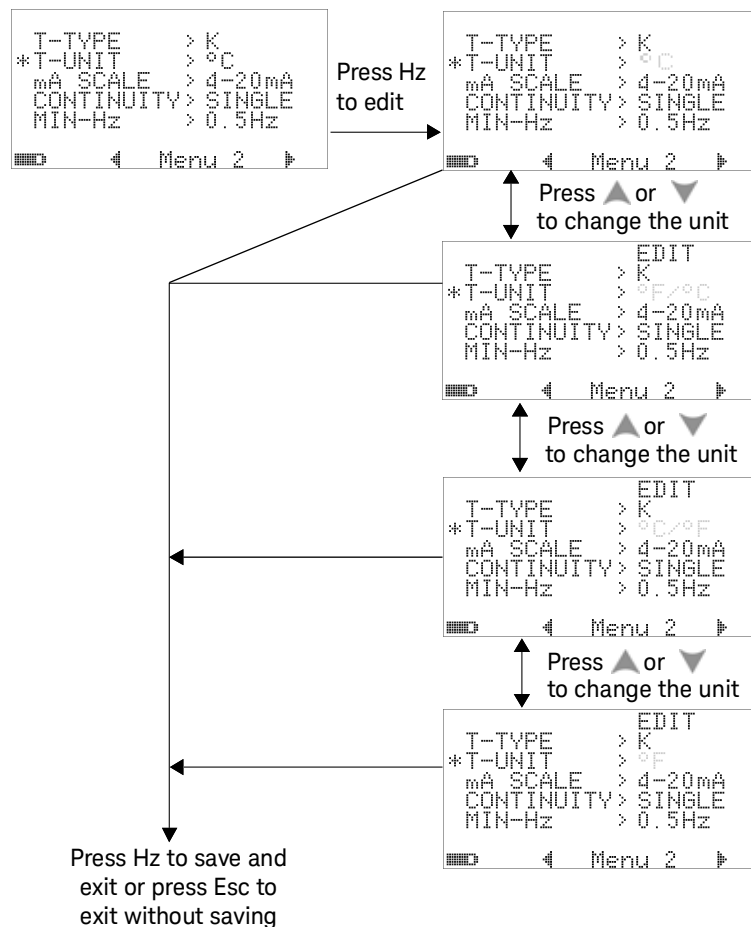 T-TYPE > K
*T-UNIT > °C
mA SCALE > 4-20mA
CONTINUITY> SINGLE
MIN-Hz > 0.5Hz
Menu 2
Press Hz
to edit
T-TYPE > K
*T-UNIT > °C
mA SCALE > 4-20mA
CONTINUITY> SINGLE
MIN-Hz > 0.5Hz
Menu 2
Press ▲ or ▼
to change the unit
EDIT
T-TYPE > K
*T-UNIT > °F/°C
mA SCALE > 4-20mA
CONTINUITY> SINGLE
MIN-Hz > 0.5Hz
Menu 2
Press ▲ or ▼
to change the unit
EDIT
T-TYPE > K
*T-UNIT > °C/°F
mA SCALE > 4-20mA
CONTINUITY> SINGLE
MIN-Hz > 0.5Hz
Menu 2
Press ▲ or ▼
to change the unit
EDIT
T-TYPE > K
*T-UNIT > °F
mA SCALE > 4-20mA
CONTINUITY> SINGLE
MIN-Hz > 0.5Hz
Menu 2
Press Hz to save and
exit or press Esc to
exit without saving